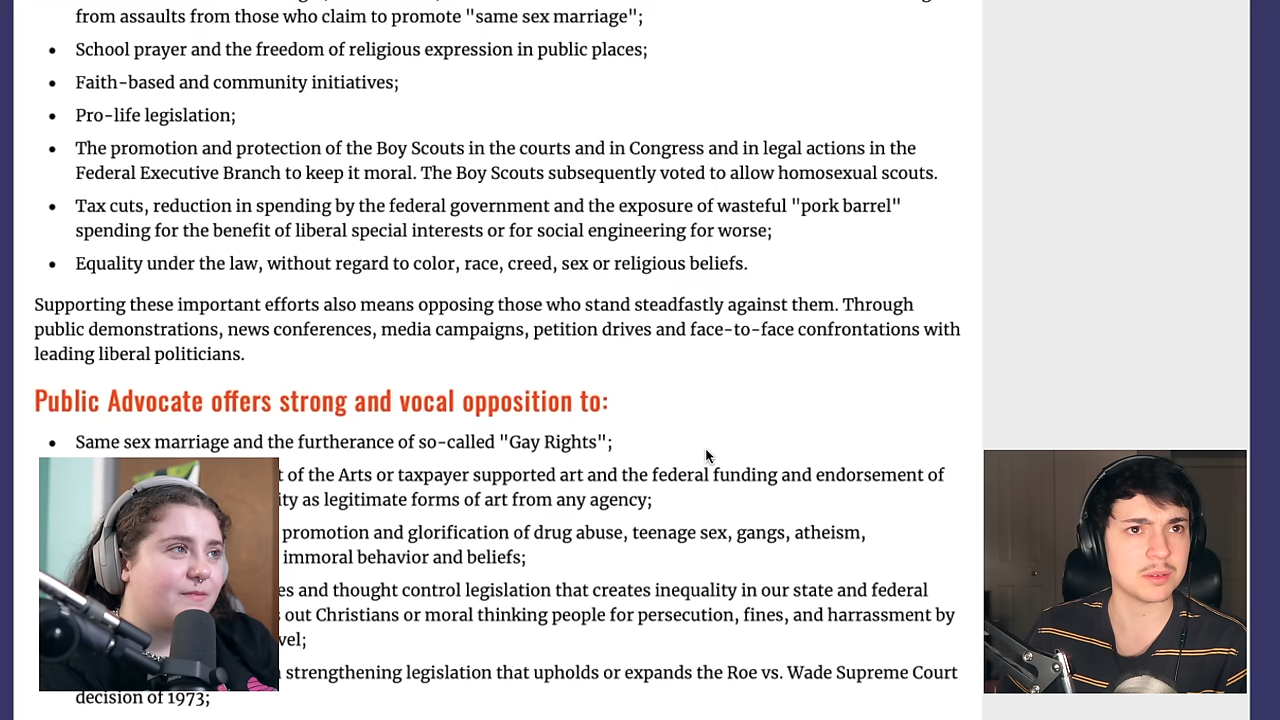 from assaults from those who claim to promote "same sex marriage";
• School prayer and the freedom of religious expression in public places;
• Faith-based and community initiatives;
• Pro-life legislation;
• The promotion and protection of the Boy Scouts in the courts and in Congress and in legal actions in the
Federal Executive Branch to keep it moral. The Boy Scouts subsequently voted to allow homosexual scouts.
• Tax cuts, reduction in spending by the federal government and the exposure of wasteful "pork barrel"
spending for the benefit of liberal special interests or for social engineering for worse;
• Equality under the law, without regard to color, race, creed, sex or religious beliefs.
Supporting these important efforts also means opposing those who stand steadfastly against them. Through
public demonstrations, news conferences, media campaigns, petition drives and face-to-face confrontations with
leading liberal politicians.
Public Advocate offers strong and vocal opposition to:
• Same sex marriage and the furtherance of so-called "Gay Rights";
of the Arts or taxpayer supported art and the federal funding and endorsement of
as legitimate forms of art from any agency;
promotion and glorification of drug abuse, teenage sex, gangs, atheism,
immoral behavior and beliefs;
and thought control legislation that creates inequality in our state and federal
out Christians or moral thinking people for persecution, fines, and harrassment by
strengthening legislation that upholds or expands the Roe vs. Wade Supreme Court
decision of 1973;